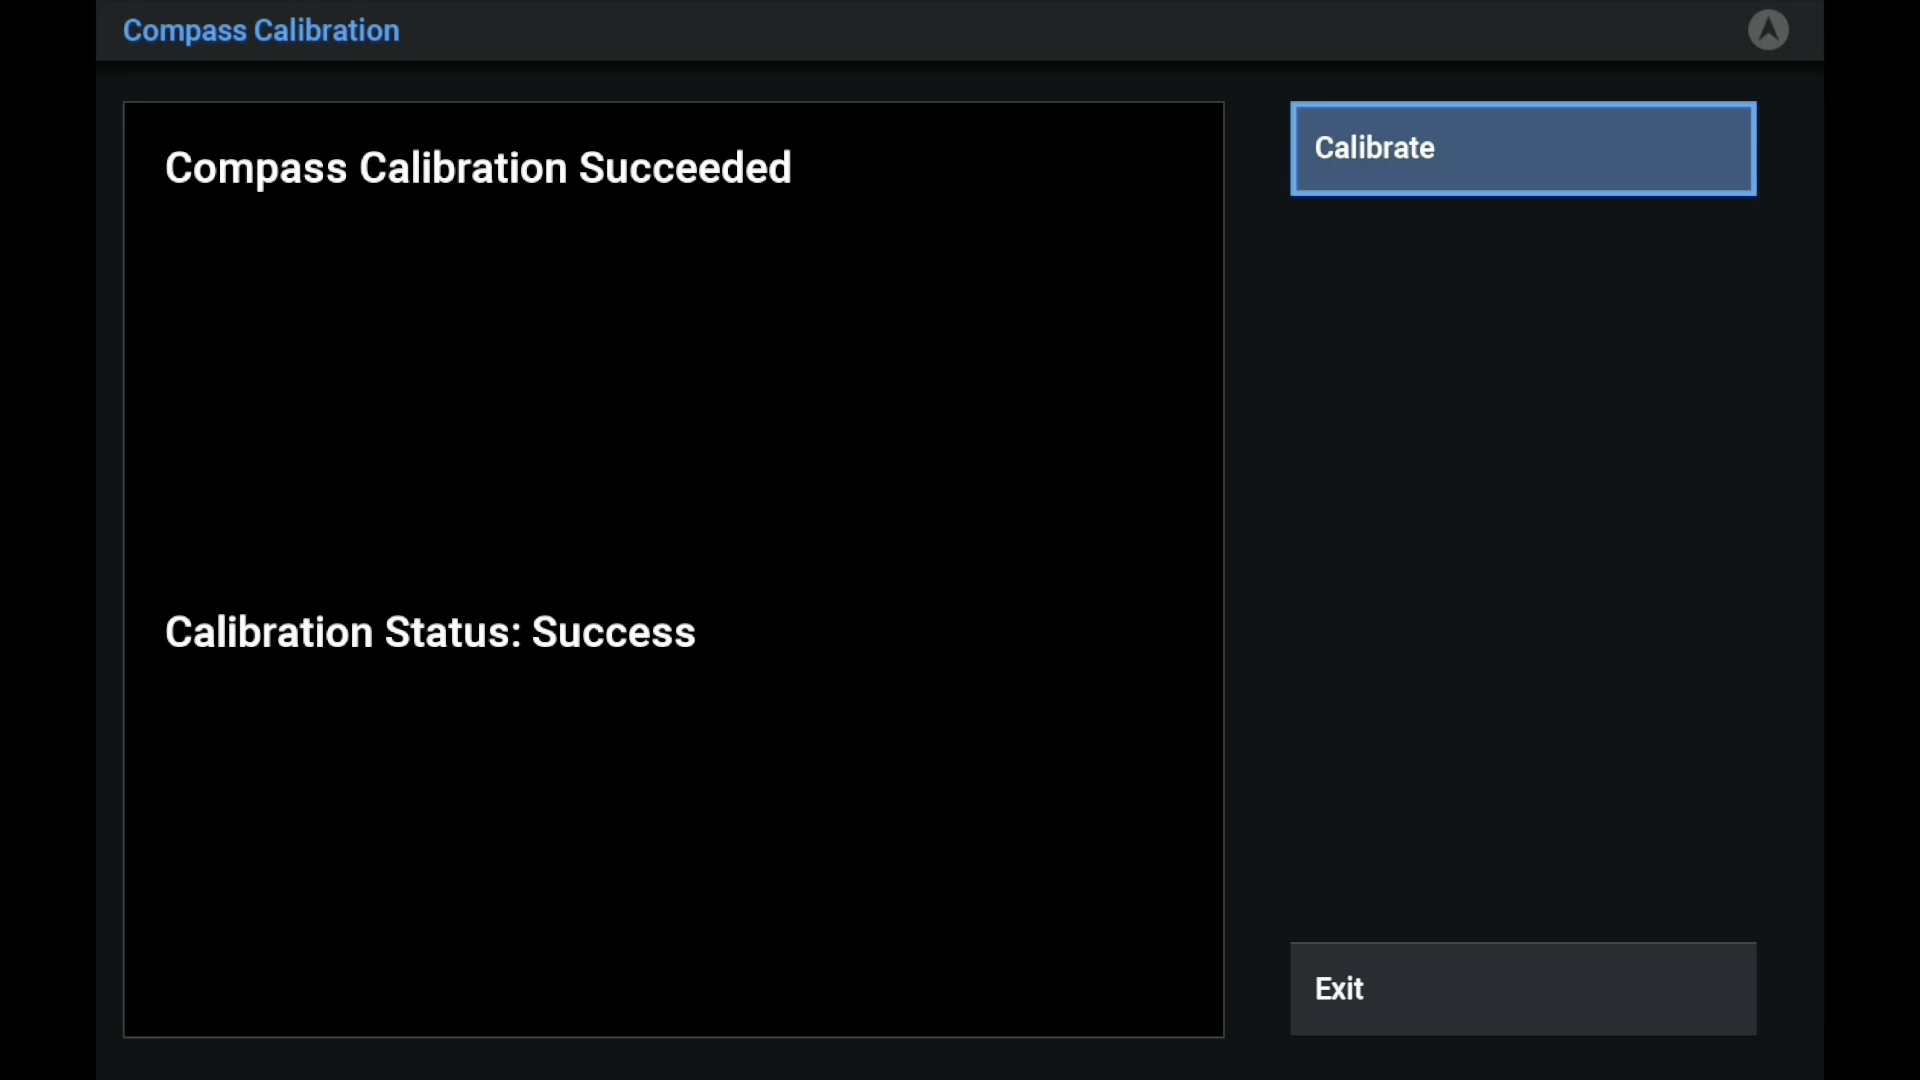 Compass Calibration
Compass Calibration Succeeded
Calibrate
Calibration Status: Success
Exit